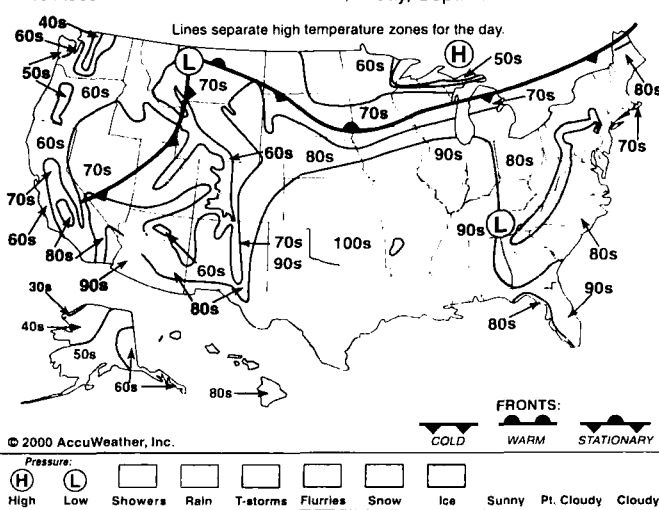 Lines separate high temperature zones for the day.
40s
60s
50s
60s
60s
70s
60s
80s
90s
70s
L
70s
60s
H
50s
70s
70s
80s
70s
60s
80s
90s
80s
90s
L
70s
90s
100s
60s
80s
80s
90s
80s
30s
40s
50s
60s
80s
FRONTS:
COLD WARM STATIONARY
© 2000 AccuWeather, Inc.
Pressure:
H L
High Low Showers Rain T-storms Flurries Snow Ice Sunny Pt. Cloudy Cloudy